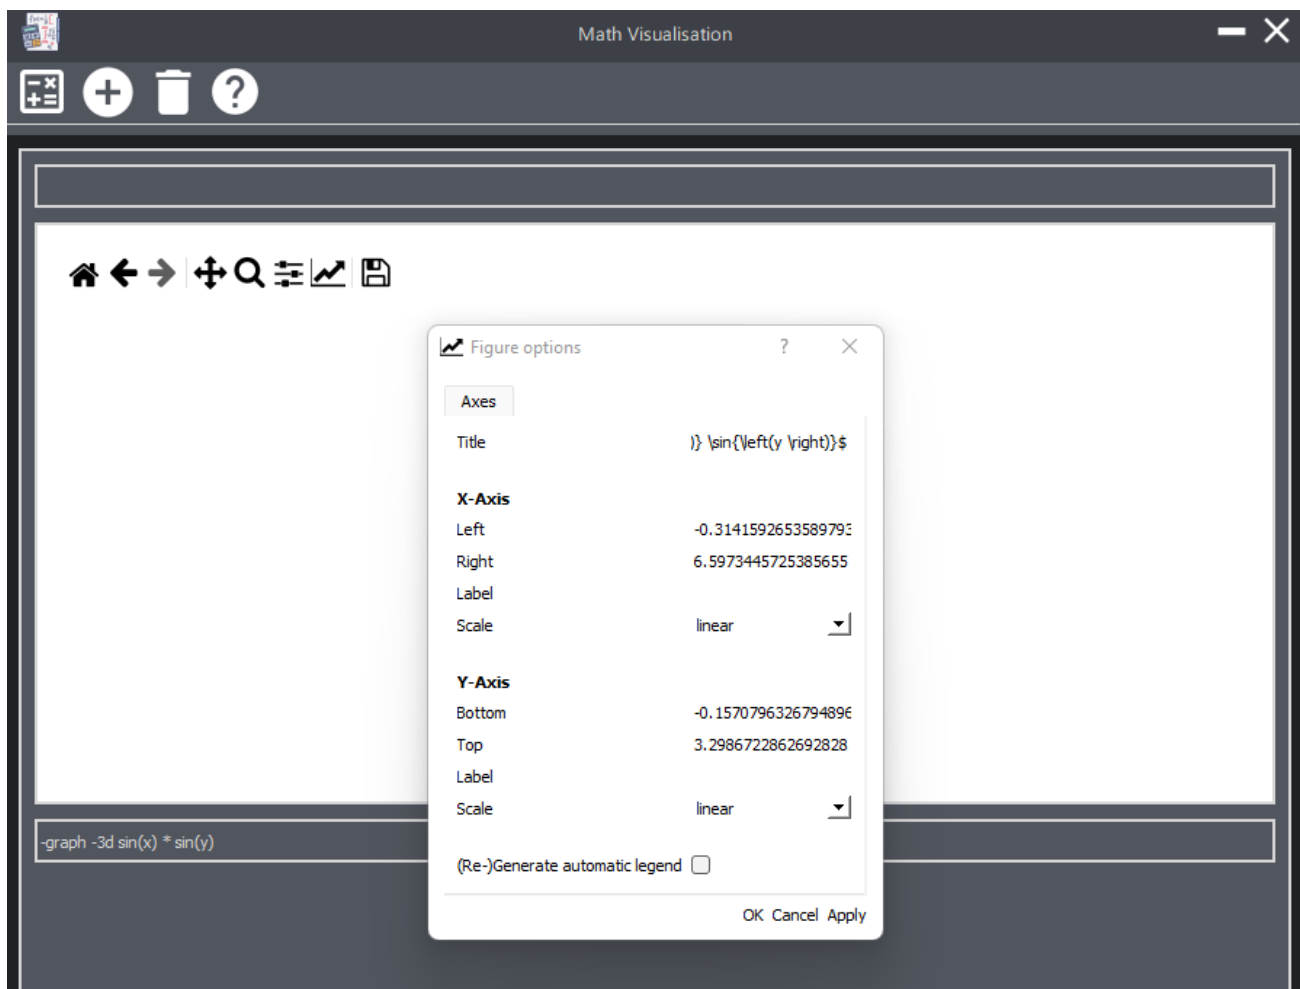 Math Visualisation
Figure options
Axes
Title )} \sin{\left(y \right)}$
X-Axis
Left -0.3141592653589793
Right 6.5973445725385655
Label
Scale linear
Y-Axis
Bottom -0.1570796326794896
Top 3.2986722862692828
Label
Scale linear
-graph -3d sin(x) * sin(y)
(Re-)Generate automatic legend
OK Cancel Apply